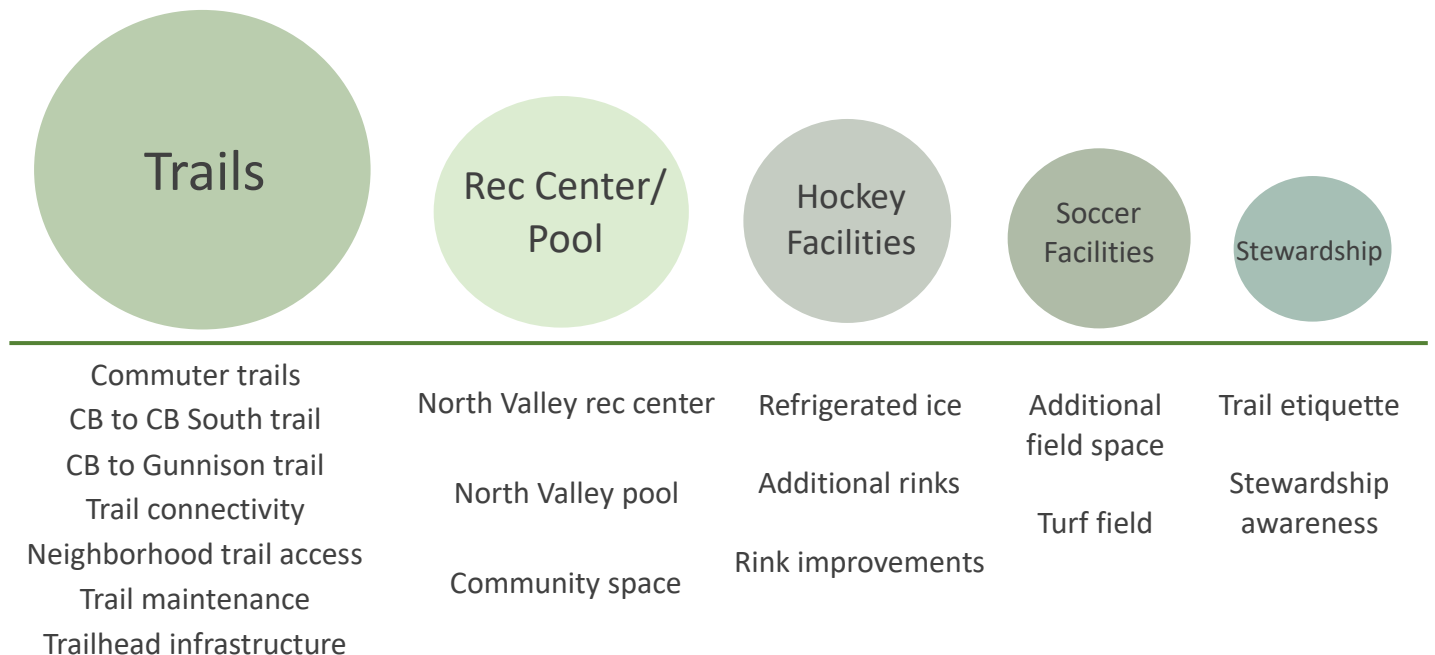 Trails
Rec Center/
Pool
Hockey
Facilities
Soccer
Facilities
Stewardship
Commuter trails
CB to CB South trail
CB to Gunnison trail
Trail connectivity
Neighborhood trail access
Trail maintenance
Trailhead infrastructure
North Valley rec center
North Valley pool
Community space
Refrigerated ice
Additional rinks
Rink improvements
Additional
field space
Turf field
Trail etiquette
Stewardship
awareness